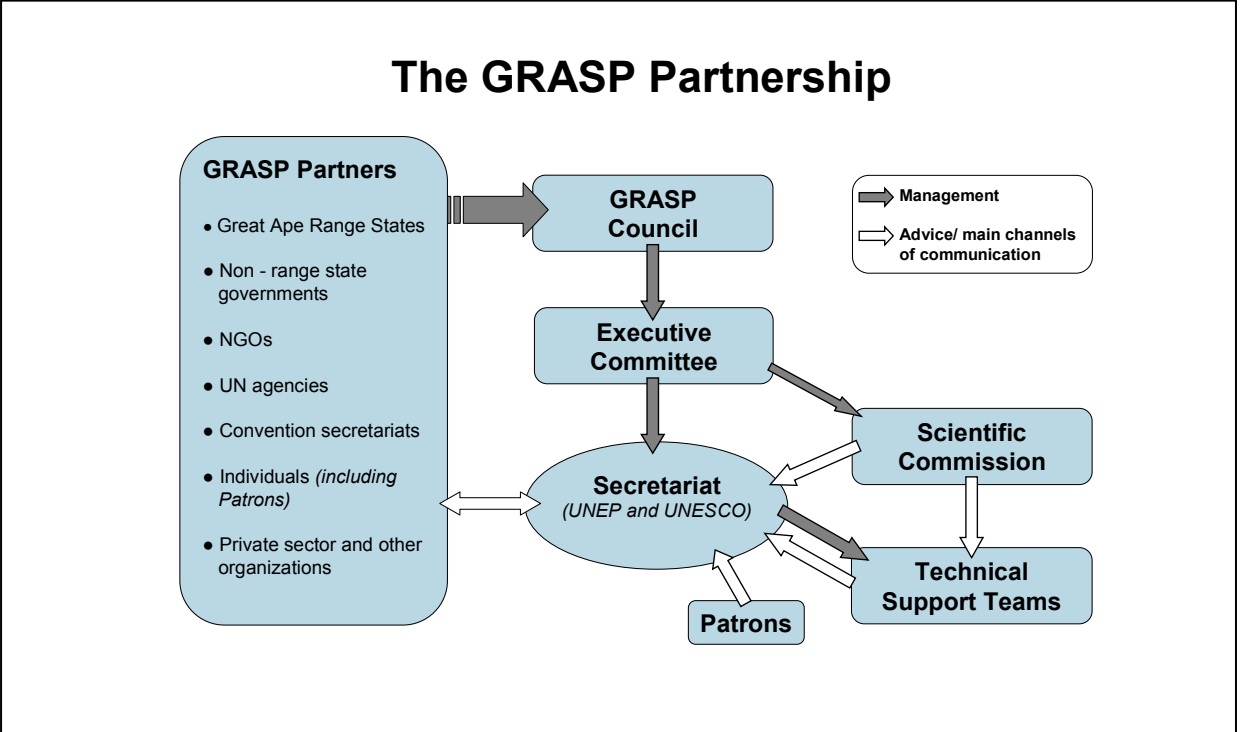 The GRASP Partnership
GRASP Partners
● Great Ape Range States
● Non - range state
governments
● NGOs
● UN agencies
● Convention secretariats
● Individuals (including
Patrons)
● Private sector and other
organizations
GRASP
Council
Executive
Committee
Secretariat
(UNEP and UNESCO)
Patrons
Management
Advice/ main channels
of communication
Scientific
Commission
Technical
Support Teams